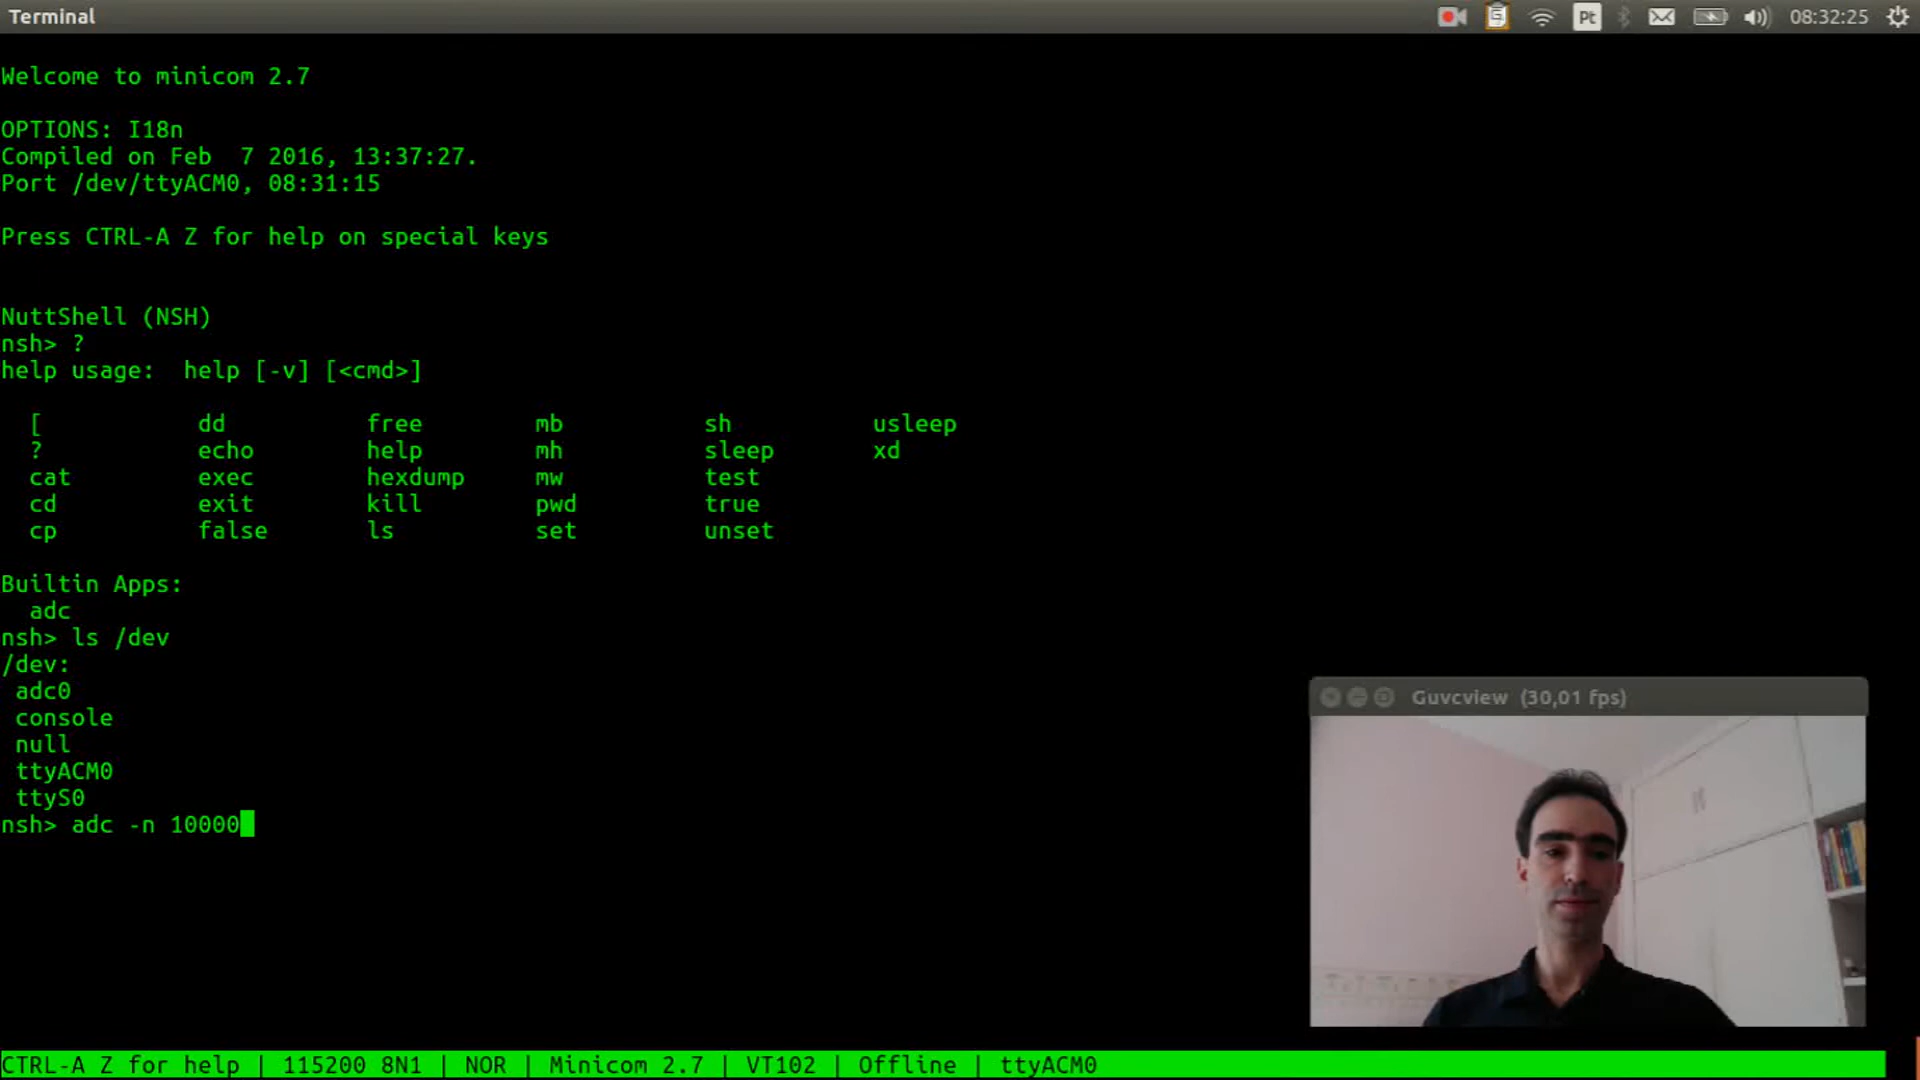 Terminal
Pt
08:32:25
Welcome to minicom 2.7
OPTIONS: I18n
Compiled on Feb  7 2016, 13:37:27.
Port /dev/ttyACM0, 08:31:15
Press CTRL-A Z for help on special keys
NuttShell (NSH)
nsh> ?
help usage:  help [-v] [<cmd>]
[ dd free mb sh usleep
? echo help mh sleep xd
cat exec hexdump mw test
cd exit kill pwd true
cp false ls set unset
Builtin Apps:
adc
nsh> ls /dev
/dev:
adc0
console
null
ttyACM0
ttyS0
nsh> adc -n 10000
Guvcview (30,01 fps)
CTRL-A Z for help | 115200 8N1 | NOR | Minicom 2.7 | VT102 | Offline | ttyACM0